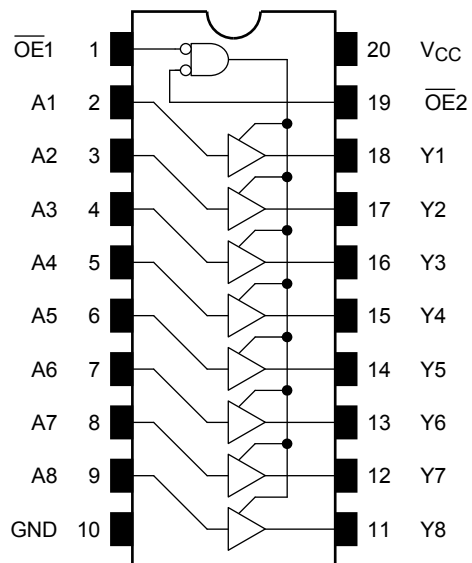 OE1 1 20 VCC
A1 2 19 OE2
A2 3 18 Y1
A3 4 17 Y2
A4 5 16 Y3
A5 6 15 Y4
A6 7 14 Y5
A7 8 13 Y6
A8 9 12 Y7
GND 10 11 Y8